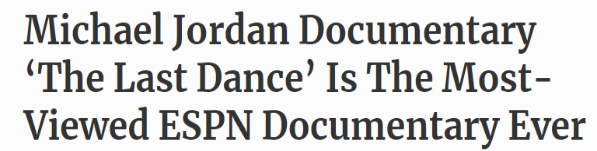 Michael Jordan Documentary
‘The Last Dance’ Is The Most-
Viewed ESPN Documentary Ever